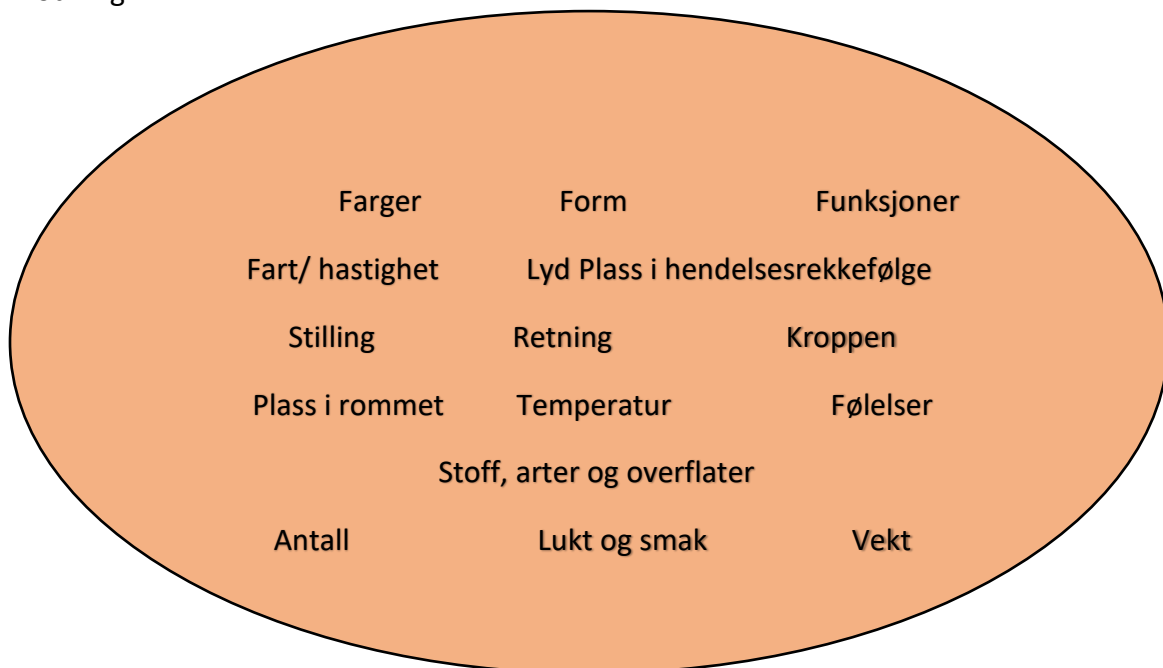 Farger Form Funksjoner
Fart/ hastighet Lyd Plass i hendelsesrekkefølge
Stilling Retning Kroppen
Plass i rommet Temperatur Følelser
Stoff, arter og overflater
Antall Lukt og smak Vekt